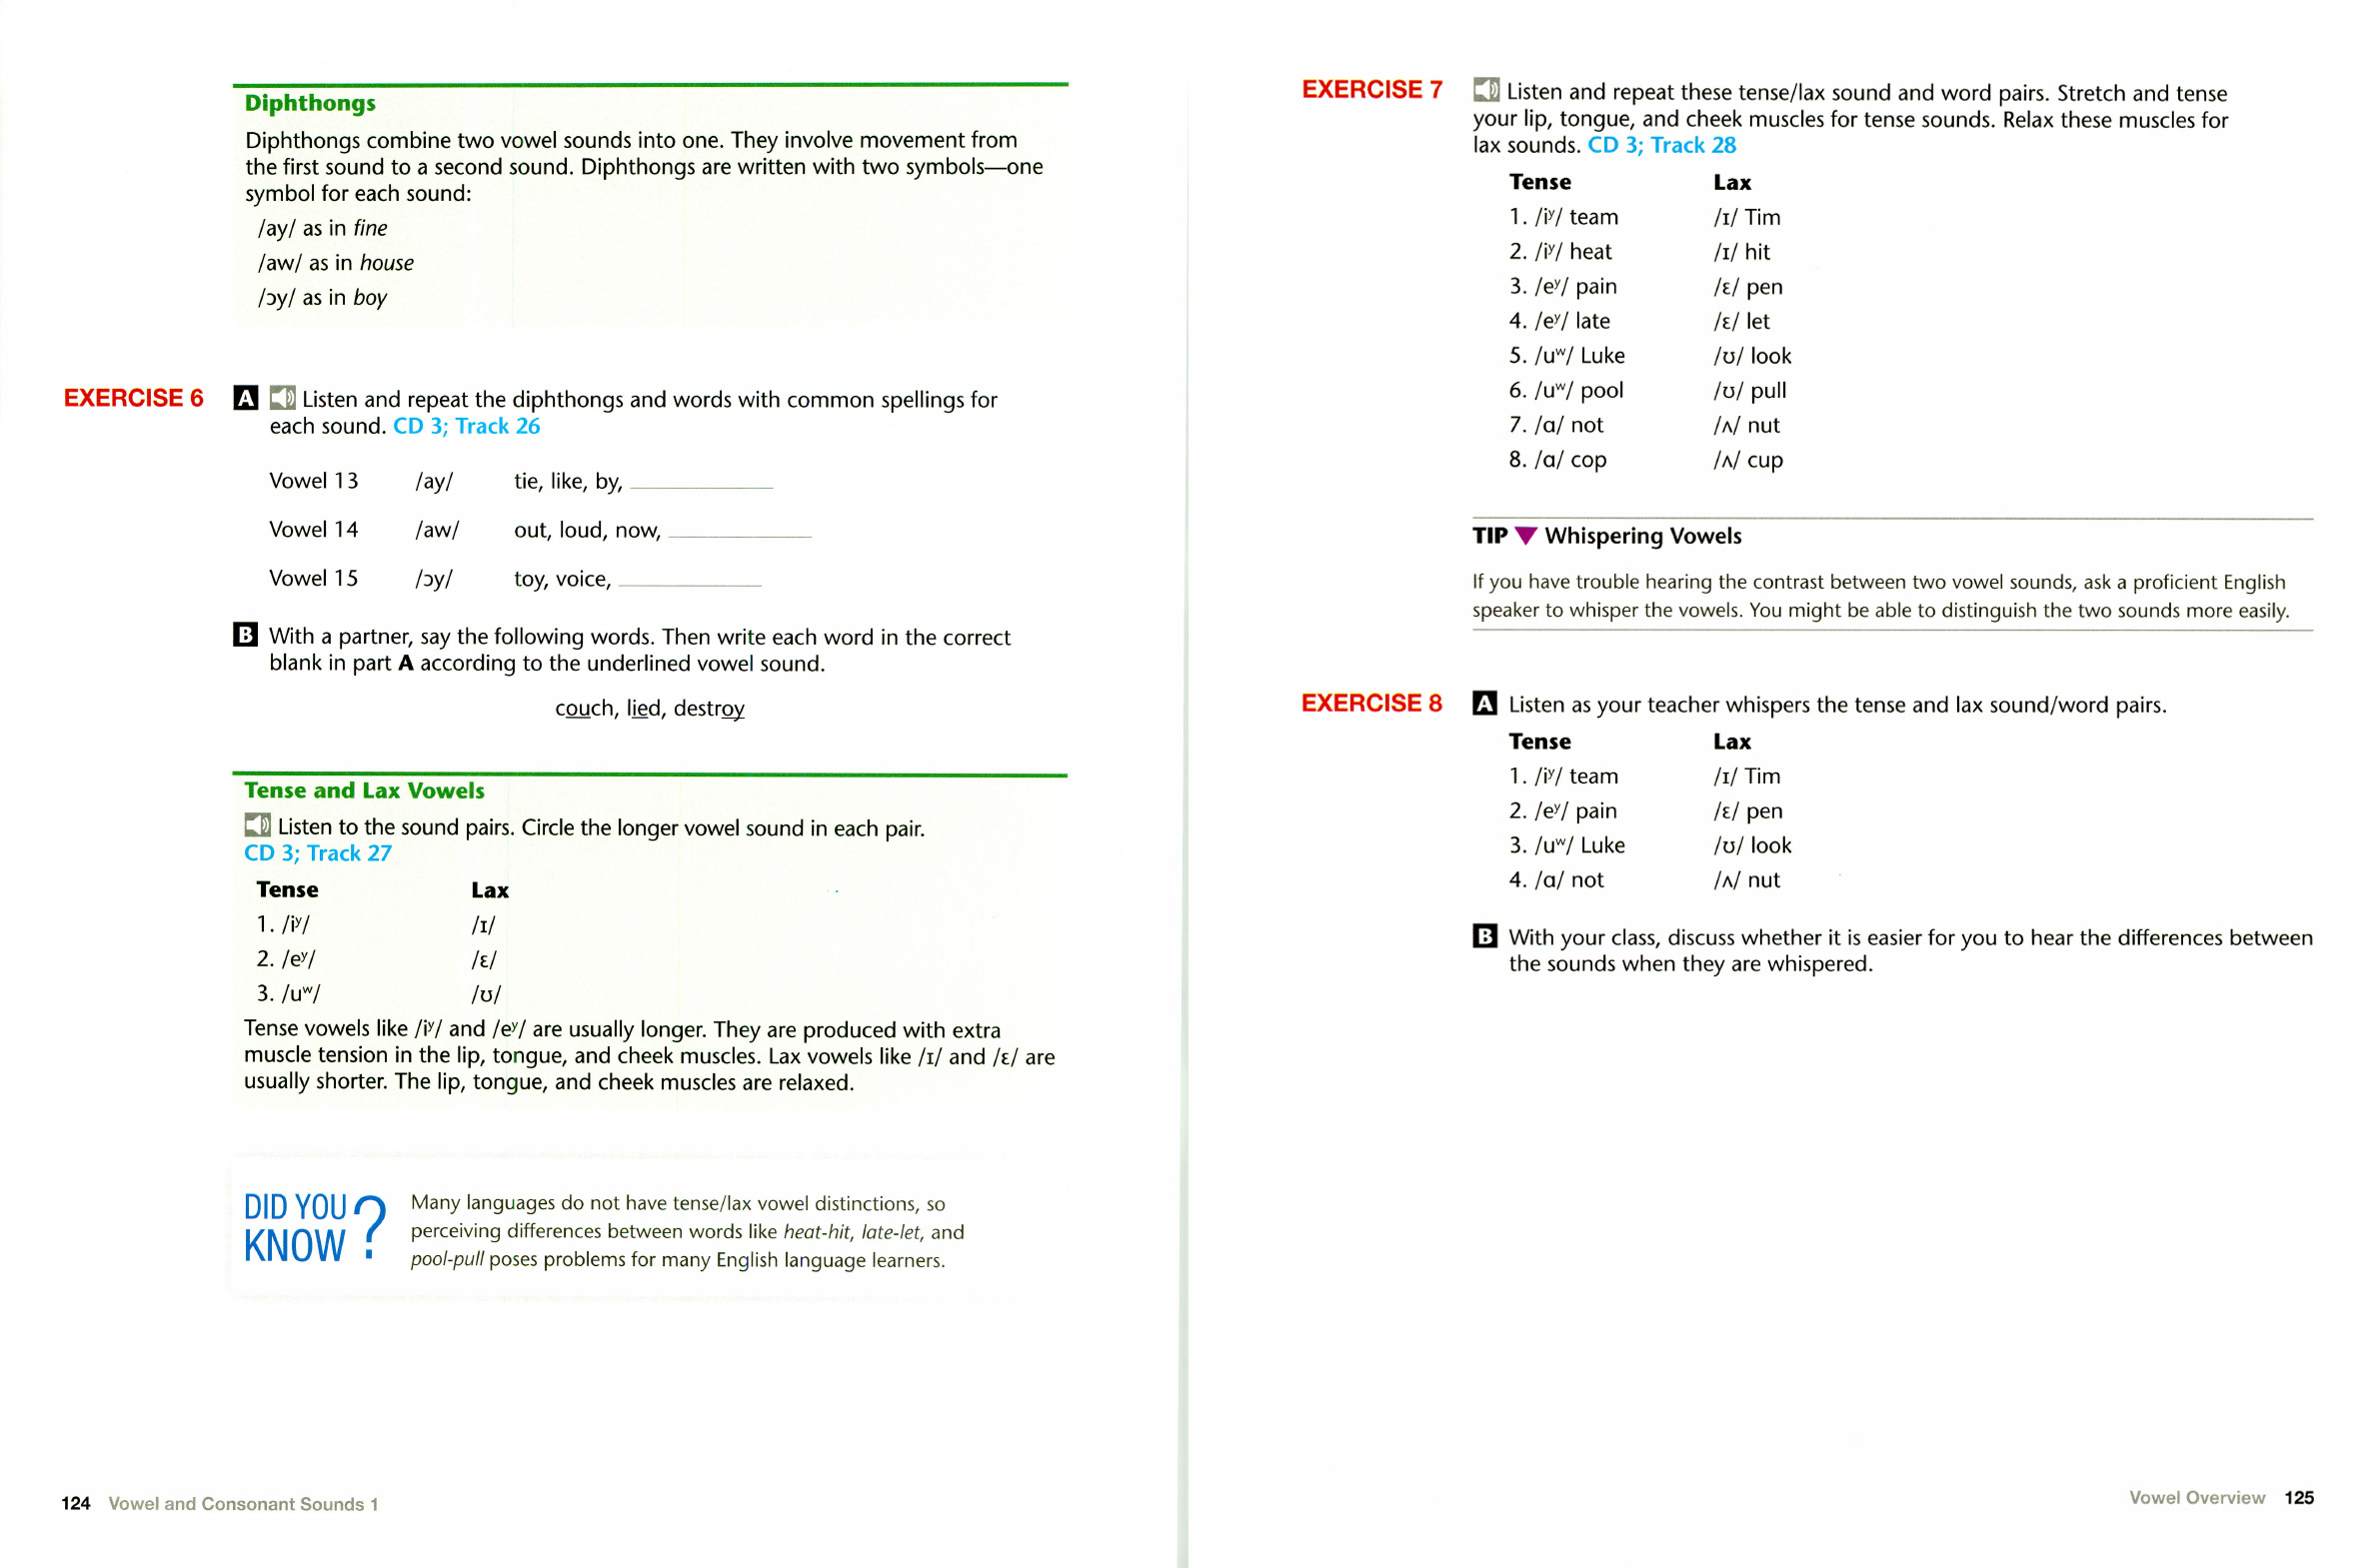 Diphthongs
Diphthongs combine two vowel sounds into one. They involve movement from
the first sound to a second sound. Diphthongs are written with two symbols—one
symbol for each sound:
/ay/ as in fine
/aw/ as in house
/ɔy/ as in boy
EXERCISE 6 A Listen and repeat the diphthongs and words with common spellings for
each sound. CD 3; Track 26
Vowel 13 /ay/ tie, like, by, ____________
Vowel 14 /aw/ out, loud, now, ____________
Vowel 15 /ɔy/ toy, voice, ____________
B With a partner, say the following words. Then write each word in the correct
blank in part A according to the underlined vowel sound.
couch, lied, destroy
Tense and Lax Vowels
Listen to the sound pairs. Circle the longer vowel sound in each pair.
CD 3; Track 27
Tense Lax
1. /iʸ/ /ɪ/
2. /eʸ/ /ɛ/
3. /uʷ/ /ʊ/
Tense vowels like /iʸ/ and /eʸ/ are usually longer. They are produced with extra
muscle tension in the lip, tongue, and cheek muscles. Lax vowels like /ɪ/ and /ɛ/ are
usually shorter. The lip, tongue, and cheek muscles are relaxed.
DID YOU KNOW?
Many languages do not have tense/lax vowel distinctions, so
perceiving differences between words like heat-hit, late-let, and
pool-pull poses problems for many English language learners.
124 Vowel and Consonant Sounds 1
EXERCISE 7 Listen and repeat these tense/lax sound and word pairs. Stretch and tense
your lip, tongue, and cheek muscles for tense sounds. Relax these muscles for
lax sounds. CD 3; Track 28
Tense Lax
1. /iʸ/ team /ɪ/ Tim
2. /iʸ/ heat /ɪ/ hit
3. /eʸ/ pain /ɛ/ pen
4. /eʸ/ late /ɛ/ let
5. /uʷ/ Luke /ʊ/ look
6. /uʷ/ pool /ʊ/ pull
7. /ɑ/ not /ʌ/ nut
8. /ɑ/ cop /ʌ/ cup
TIP ▼ Whispering Vowels
If you have trouble hearing the contrast between two vowel sounds, ask a proficient English
speaker to whisper the vowels. You might be able to distinguish the two sounds more easily.
EXERCISE 8 A Listen as your teacher whispers the tense and lax sound/word pairs.
Tense Lax
1. /iʸ/ team /ɪ/ Tim
2. /eʸ/ pain /ɛ/ pen
3. /uʷ/ Luke /ʊ/ look
4. /ɑ/ not /ʌ/ nut
B With your class, discuss whether it is easier for you to hear the differences between
the sounds when they are whispered.
Vowel Overview 125